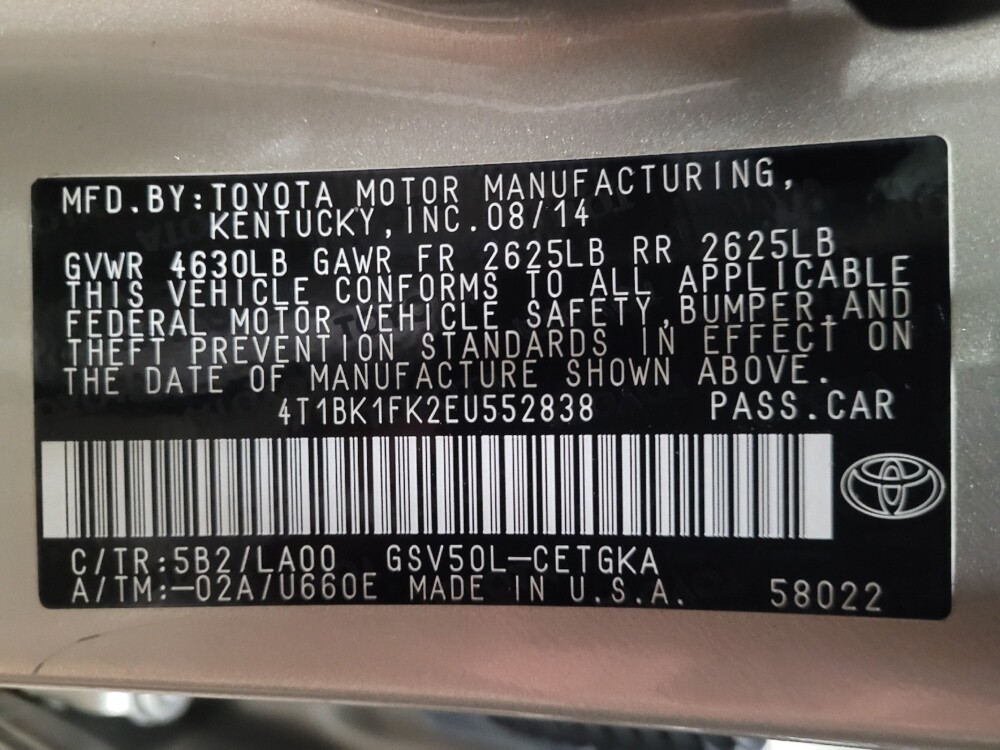 MFD.BY:TOYOTA MOTOR MANUFACTURING,
KENTUCKY,INC.08/14
GVWR 4630LB GAWR FR 2625LB RR 2625LB
THIS VEHICLE CONFORMS TO ALL APPLICABLE
FEDERAL MOTOR VEHICLE SAFETY,BUMPER,AND
THEFT PREVENTION STANDARDS IN EFFECT ON
THE DATE OF MANUFACTURE SHOWN ABOVE.
4T1BK1FK2EU552838 PASS.CAR
C/TR:5B2/LA00 GSV50L-CETGKA
A/TM:-02A/U660E MADE IN U.S.A. 58022